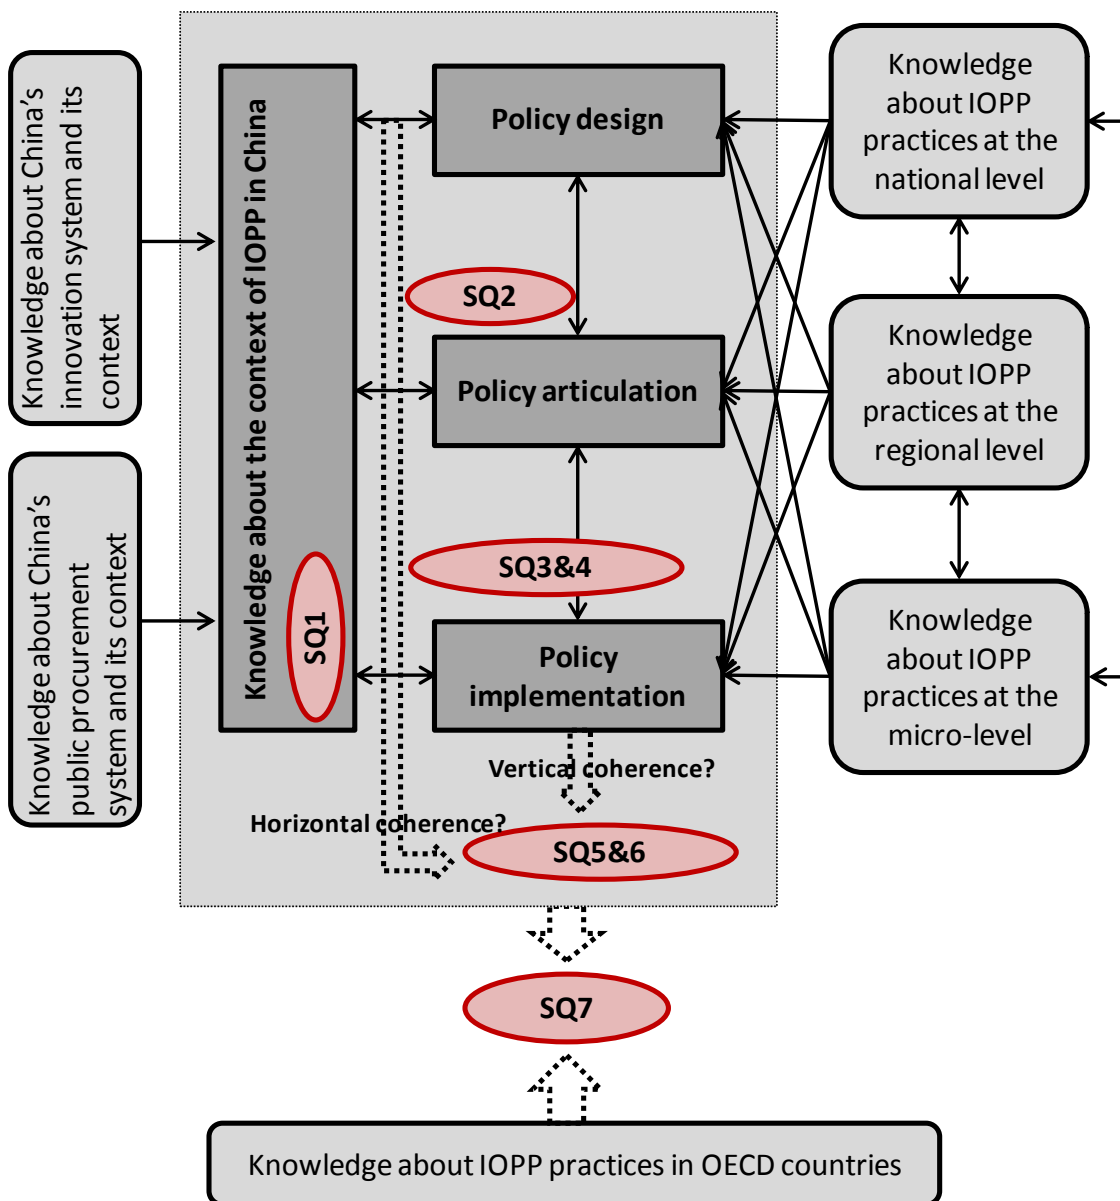 Knowledge about China's
innovation system and its
context
Knowledge about China's
public procurement
system and its context
Knowledge about the context of IOPP in China
SQ1
Policy design
SQ2
Policy articulation
SQ3&4
Policy
implementation
Vertical coherence?
Horizontal coherence?
SQ5&6
Knowledge
about IOPP
practices at the
national level
Knowledge
about IOPP
practices at the
regional level
Knowledge
about IOPP
practices at the
micro-level
SQ7
Knowledge about IOPP practices in OECD countries